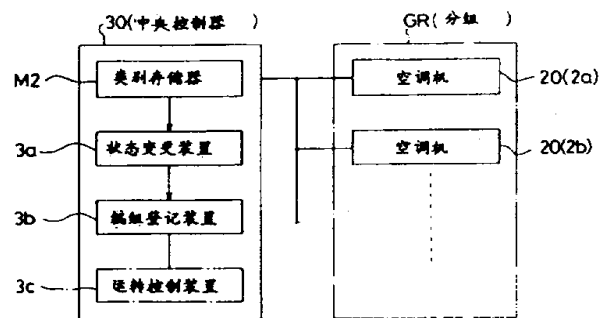 30(中央控制器)
GR(分组)
M2
类别存储器
空调机
20(2a)
3a
状态变更装置
空调机
20(2b)
3b
编组登记装置
3c
运转控制装置